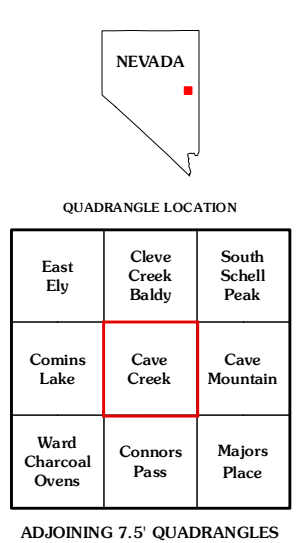 NEVADA
QUADRANGLE LOCATION
East
Ely
Cleve
Creek
Baldy
South
Schell
Peak
Comins
Lake
Cave
Creek
Cave
Mountain
Ward
Charcoal
Ovens
Connors
Pass
Majors
Place
ADJOINING 7.5' QUADRANGLES